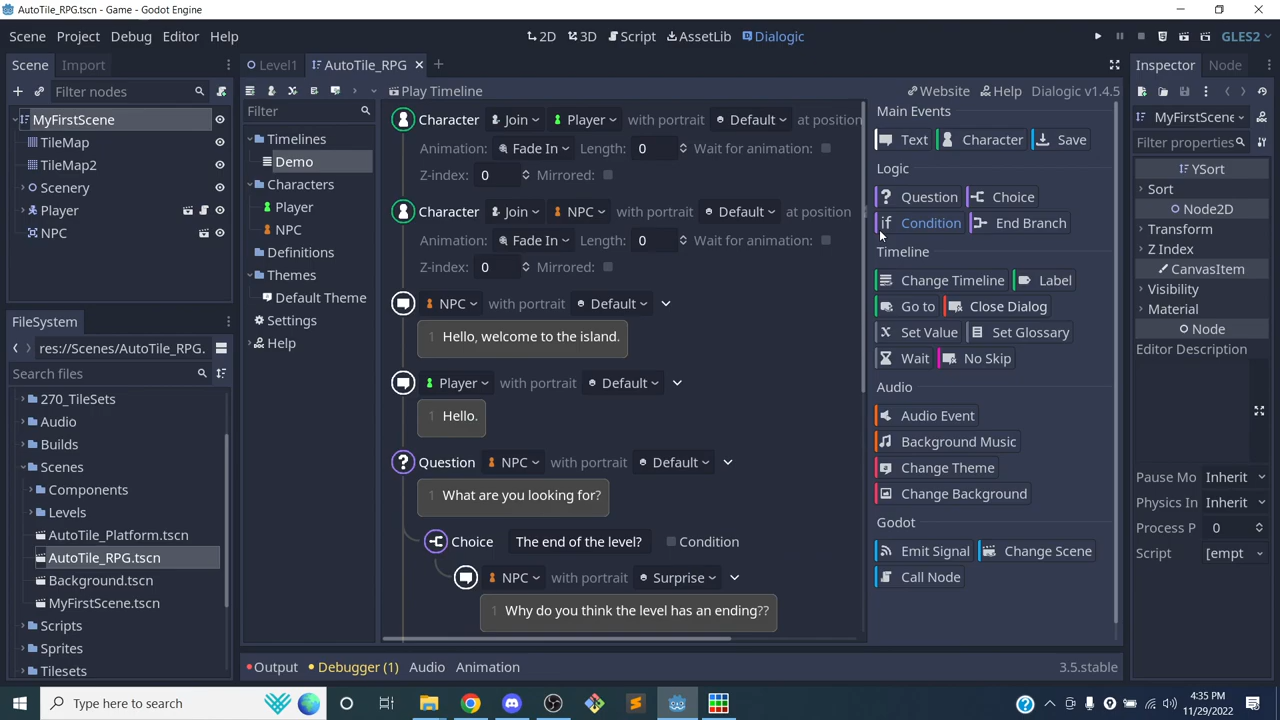 AutoTile_RPG.tscn - Game - Godot Engine
Scene Project Debug Editor Help
2D 3D Script AssetLib Dialogic
GLES2
Scene Import
Filter nodes
MyFirstScene
TileMap
TileMap2
Scenery
Player
NPC
FileSystem
res://Scenes/AutoTile_RPG.
Search files
270_TileSets
Audio
Builds
Scenes
Components
Levels
AutoTile_Platform.tscn
AutoTile_RPG.tscn
Background.tscn
MyFirstScene.tscn
Scripts
Sprites
Tilesets
Level1 AutoTile_RPG
Play Timeline
Website Help Dialogic v1.4.5
Filter
Timelines
Demo
Characters
Player
NPC
Definitions
Themes
Default Theme
Settings
Help
Character Join Player with portrait Default at position
Animation: Fade In Length: 0 Wait for animation:
Z-index: 0 Mirrored:
Character Join NPC with portrait Default at position
Animation: Fade In Length: 0 Wait for animation:
Z-index: 0 Mirrored:
NPC with portrait Default
1 Hello, welcome to the island.
Player with portrait Default
1 Hello.
Question NPC with portrait Default
1 What are you looking for?
Choice The end of the level? Condition
NPC with portrait Surprise
1 Why do you think the level has an ending??
Main Events
Text Character Save
Logic
? Question Choice
if Condition End Branch
Timeline
Change Timeline Label
Go to Close Dialog
Set Value Set Glossary
Wait No Skip
Audio
Audio Event
Background Music
Change Theme
Change Background
Godot
Emit Signal Change Scene
Call Node
Inspector Node
MyFirstScene
Filter properties
YSort
Sort
Node2D
Transform
Z Index
CanvasItem
Visibility
Material
Node
Editor Description
Pause Mo Inherit
Physics In Inherit
Process P 0
Script [empt
Output Debugger (1) Audio Animation
3.5.stable
Type here to search
4:35 PM
11/29/2022